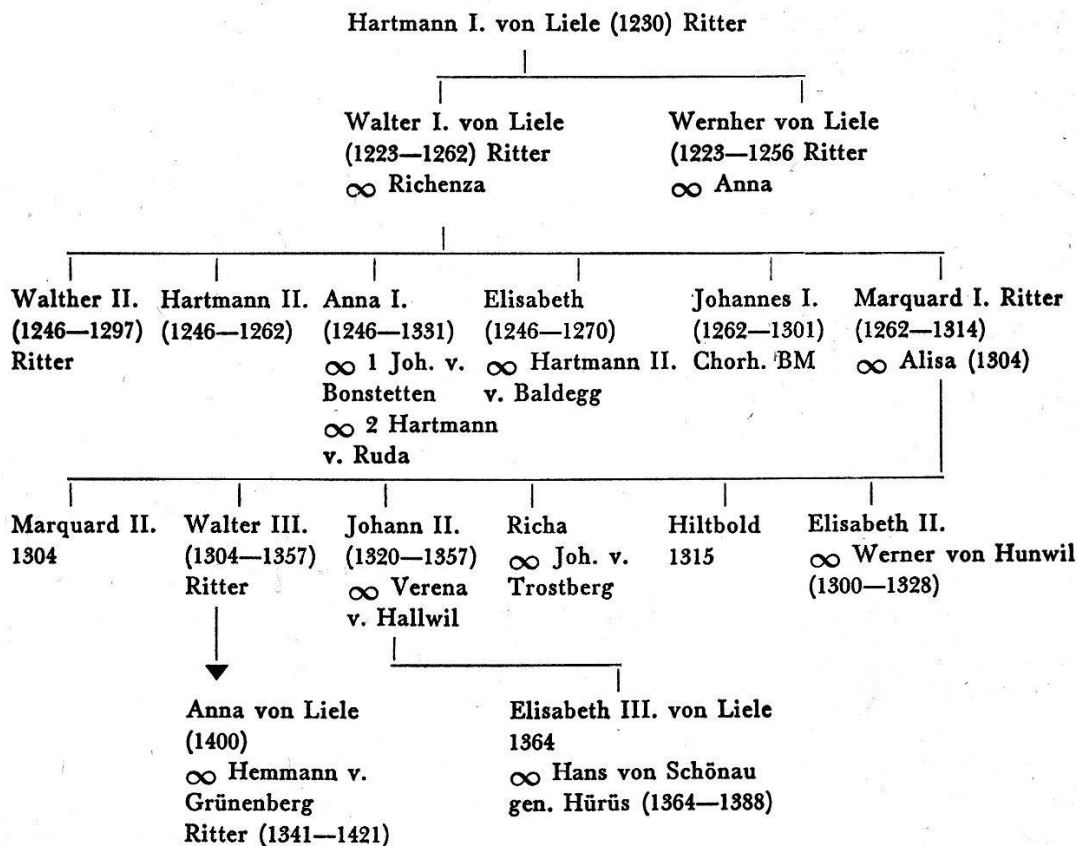 Hartmann I. von Liele (1230) Ritter
Walter I. von Liele
(1223—1262) Ritter
∞ Richenza
Wernher von Liele
(1223—1256 Ritter
∞ Anna
Walther II.
(1246—1297)
Ritter
Hartmann II.
(1246—1262)
Anna I.
(1246—1331)
∞ 1 Joh. v.
Bonstetten
∞ 2 Hartmann
v. Ruda
Elisabeth
(1246—1270)
∞ Hartmann II.
v. Baldegg
Johannes I.
(1262—1301)
Chorh. BM
Marquard I. Ritter
(1262—1314)
∞ Alisa (1304)
Marquard II.
1304
Walter III.
(1304—1357)
Ritter
Johann II.
(1320—1357)
∞ Verena
v. Hallwil
Richa
∞ Joh. v.
Trostberg
Hiltbold
1315
Elisabeth II.
∞ Werner von Hunwil
(1300—1328)
Anna von Liele
(1400)
∞ Hemmann v.
Grünenberg
Ritter (1341—1421)
Elisabeth III. von Liele
1364
∞ Hans von Schönau
gen. Hürüs (1364—1388)